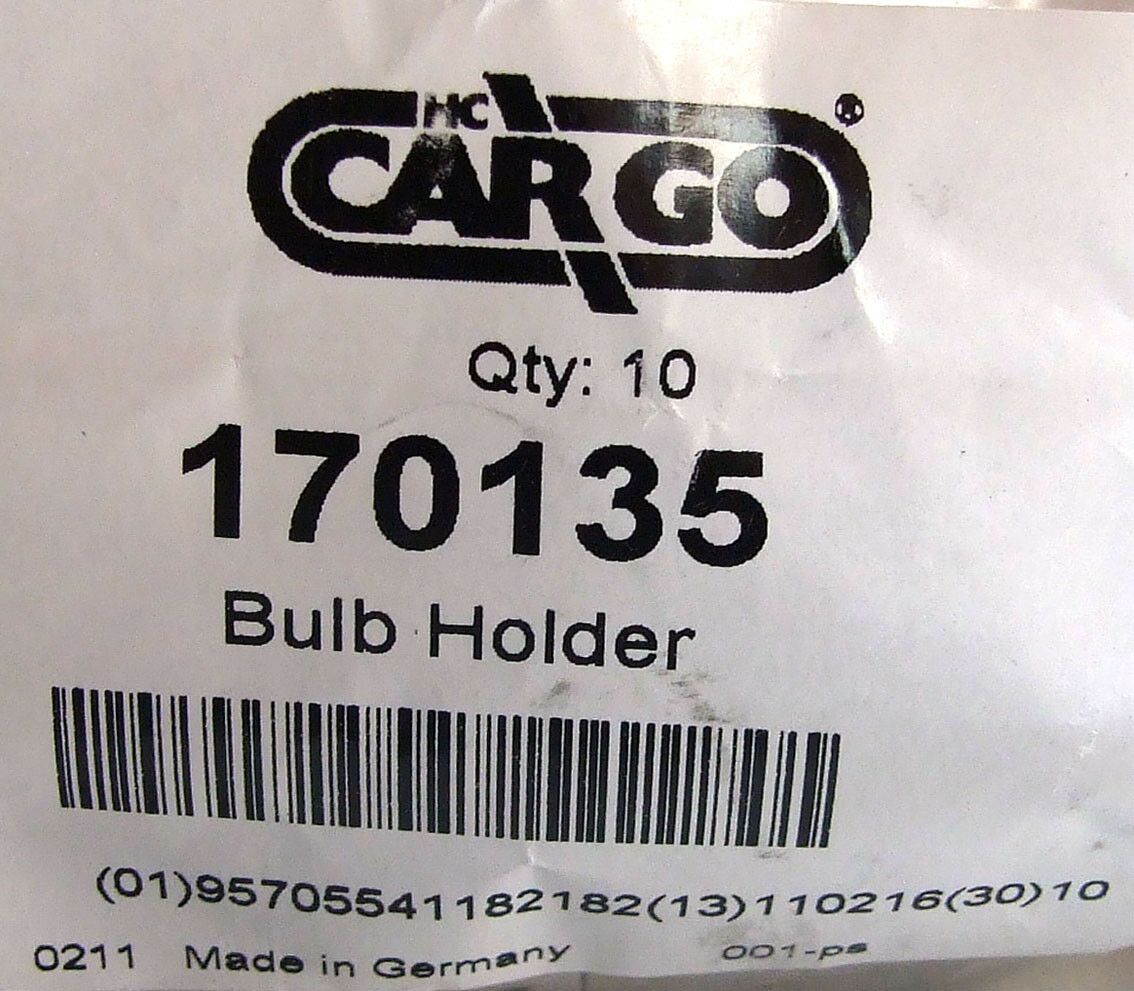 HC
CARGO®
Qty: 10
170135
Bulb Holder
(01)95705541182182(13)110216(30)10
0211 Made in Germany 001-ps